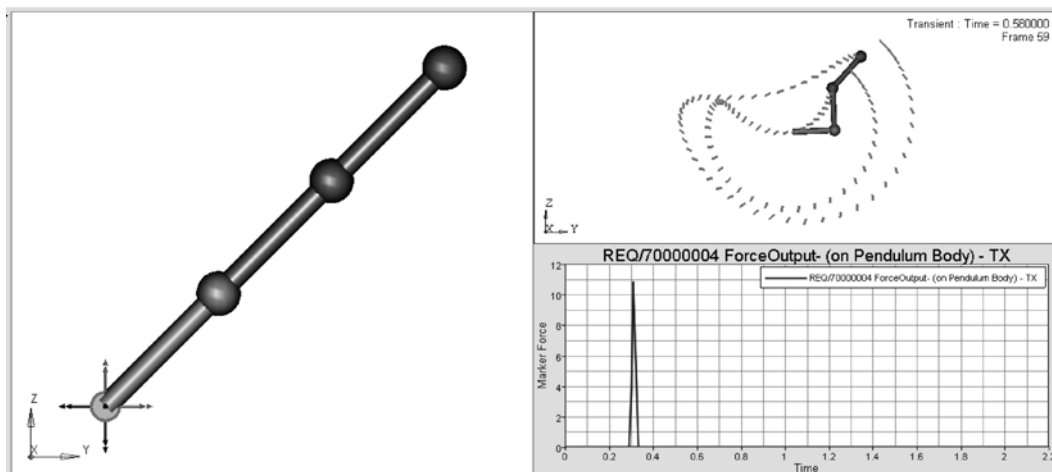 Z
X
Y
Transient : Time = 0.580000
Frame 59
Z
X Y
REQ/70000004 ForceOutput- (on Pendulum Body) - TX
REQ/70000004 ForceOutput- (on Pendulum Body) - TX
12
10
8
6
4
2
0
Marker Force
0 0.2 0.4 0.6 0.8 1 1.2 1.4 1.6 1.8 2 2.2
Time